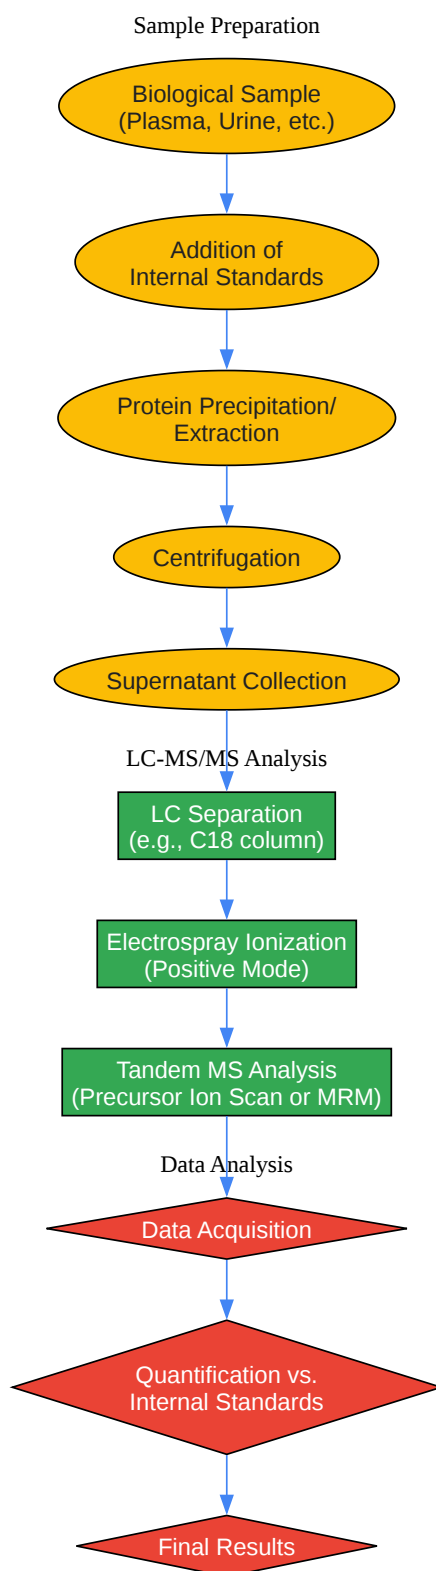 Sample Preparation
Biological Sample
(Plasma, Urine, etc.)
Addition of
Internal Standards
Protein Precipitation/
Extraction
Centrifugation
Supernatant Collection
LC-MS/MS Analysis
LC Separation
(e.g., C18 column)
Electrospray Ionization
(Positive Mode)
Tandem MS Analysis
(Precursor Ion Scan or MRM)
Data Analysis
Data Acquisition
Quantification vs.
Internal Standards
Final Results